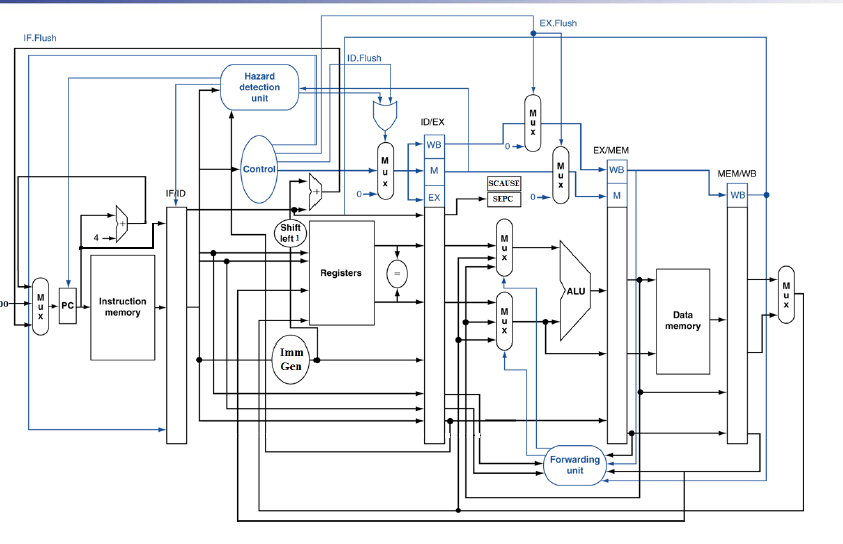 IF.Flush
EX.Flush
ID.Flush
Hazard
detection
unit
ID/EX
WB
M
EX
Control
M
u
x
0
M
u
x
0
M
u
x
0
EX/MEM
WB
M
MEM/WB
WB
SCAUSE
SEPC
IF/ID
+
4
+
Shift
left 1
Registers
=
M
u
x
M
u
x
ALU
M
u
x
PC
Instruction
memory
Data
memory
M
u
x
Imm
Gen
Forwarding
unit